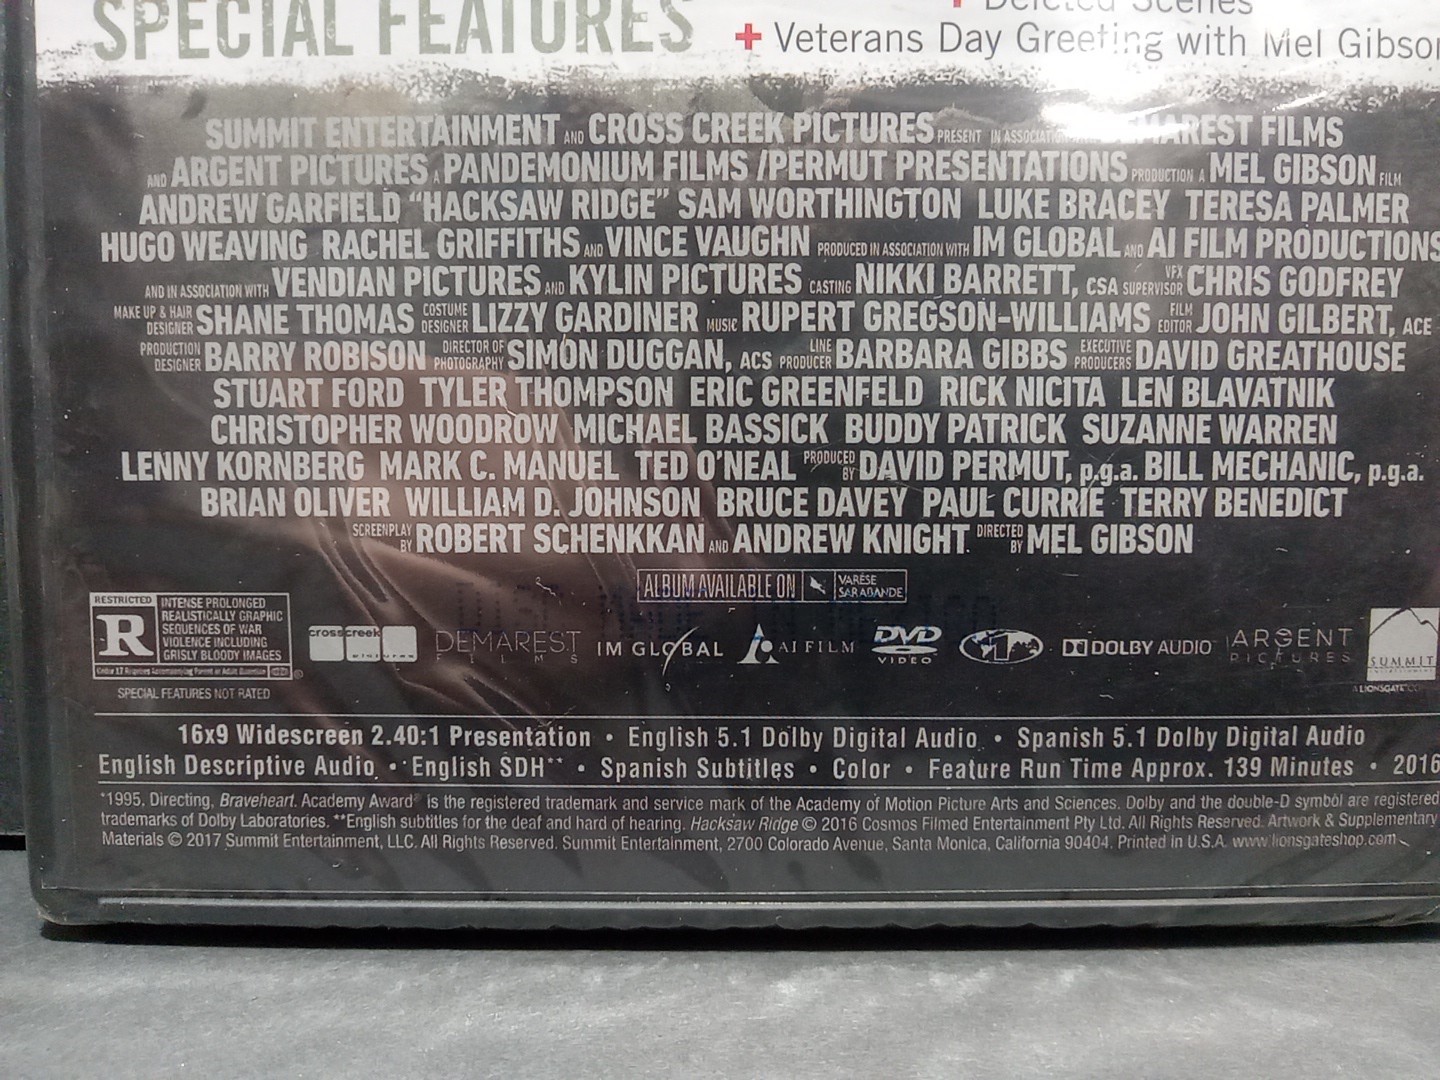 SPECIAL FEATURES
+ Deleted Scenes
+ Veterans Day Greeting with Mel Gibson
SUMMIT ENTERTAINMENT AND CROSS CREEK PICTURES PRESENT IN ASSOCIATION DEMAREST FILMS
AND ARGENT PICTURES A PANDEMONIUM FILMS /PERMUT PRESENTATIONS PRODUCTION A MEL GIBSON FILM
ANDREW GARFIELD "HACKSAW RIDGE" SAM WORTHINGTON LUKE BRACEY TERESA PALMER
HUGO WEAVING RACHEL GRIFFITHS AND VINCE VAUGHN PRODUCED IN ASSOCIATION WITH IM GLOBAL AND AI FILM PRODUCTIONS
AND IN ASSOCIATION WITH VENDIAN PICTURES AND KYLIN PICTURES CASTING NIKKI BARRETT, CSA VFX SUPERVISOR CHRIS GODFREY
MAKE UP & HAIR DESIGNER SHANE THOMAS COSTUME DESIGNER LIZZY GARDINER MUSIC RUPERT GREGSON-WILLIAMS FILM EDITOR JOHN GILBERT, ACE
PRODUCTION DESIGNER BARRY ROBISON DIRECTOR OF PHOTOGRAPHY SIMON DUGGAN, ACS LINE PRODUCER BARBARA GIBBS EXECUTIVE PRODUCERS DAVID GREATHOUSE
STUART FORD TYLER THOMPSON ERIC GREENFELD RICK NICITA LEN BLAVATNIK
CHRISTOPHER WOODROW MICHAEL BASSICK BUDDY PATRICK SUZANNE WARREN
LENNY KORNBERG MARK C. MANUEL TED O'NEAL PRODUCED BY DAVID PERMUT, p.g.a. BILL MECHANIC, p.g.a.
BRIAN OLIVER WILLIAM D. JOHNSON BRUCE DAVEY PAUL CURRIE TERRY BENEDICT
SCREENPLAY BY ROBERT SCHENKKAN AND ANDREW KNIGHT DIRECTED BY MEL GIBSON
ALBUM AVAILABLE ON VARÈSE SARABANDE
RESTRICTED
R
INTENSE PROLONGED
REALISTICALLY GRAPHIC
SEQUENCES OF WAR
VIOLENCE INCLUDING
GRISLY BLOODY IMAGES
Under 17 Requires Accompanying Parent or Adult Guardian
SPECIAL FEATURES NOT RATED
crosscreek pictures
DEMAREST FILMS
IM GLOBAL
AI FILM
DVD VIDEO
1
DOLBY AUDIO
ARGENT PICTURES
SUMMIT entertainment
A LIONSGATE
16x9 Widescreen 2.40:1 Presentation • English 5.1 Dolby Digital Audio • Spanish 5.1 Dolby Digital Audio
English Descriptive Audio • English SDH** • Spanish Subtitles • Color • Feature Run Time Approx. 139 Minutes • 2016
*1995, Directing, Braveheart. Academy Award® is the registered trademark and service mark of the Academy of Motion Picture Arts and Sciences. Dolby and the double-D symbol are registered
trademarks of Dolby Laboratories. **English subtitles for the deaf and hard of hearing. Hacksaw Ridge © 2016 Cosmos Filmed Entertainment Pty Ltd. All Rights Reserved. Artwork & Supplementary
Materials © 2017 Summit Entertainment, LLC. All Rights Reserved. Summit Entertainment, 2700 Colorado Avenue, Santa Monica, California 90404. Printed in U.S.A. www.lionsgateshop.com